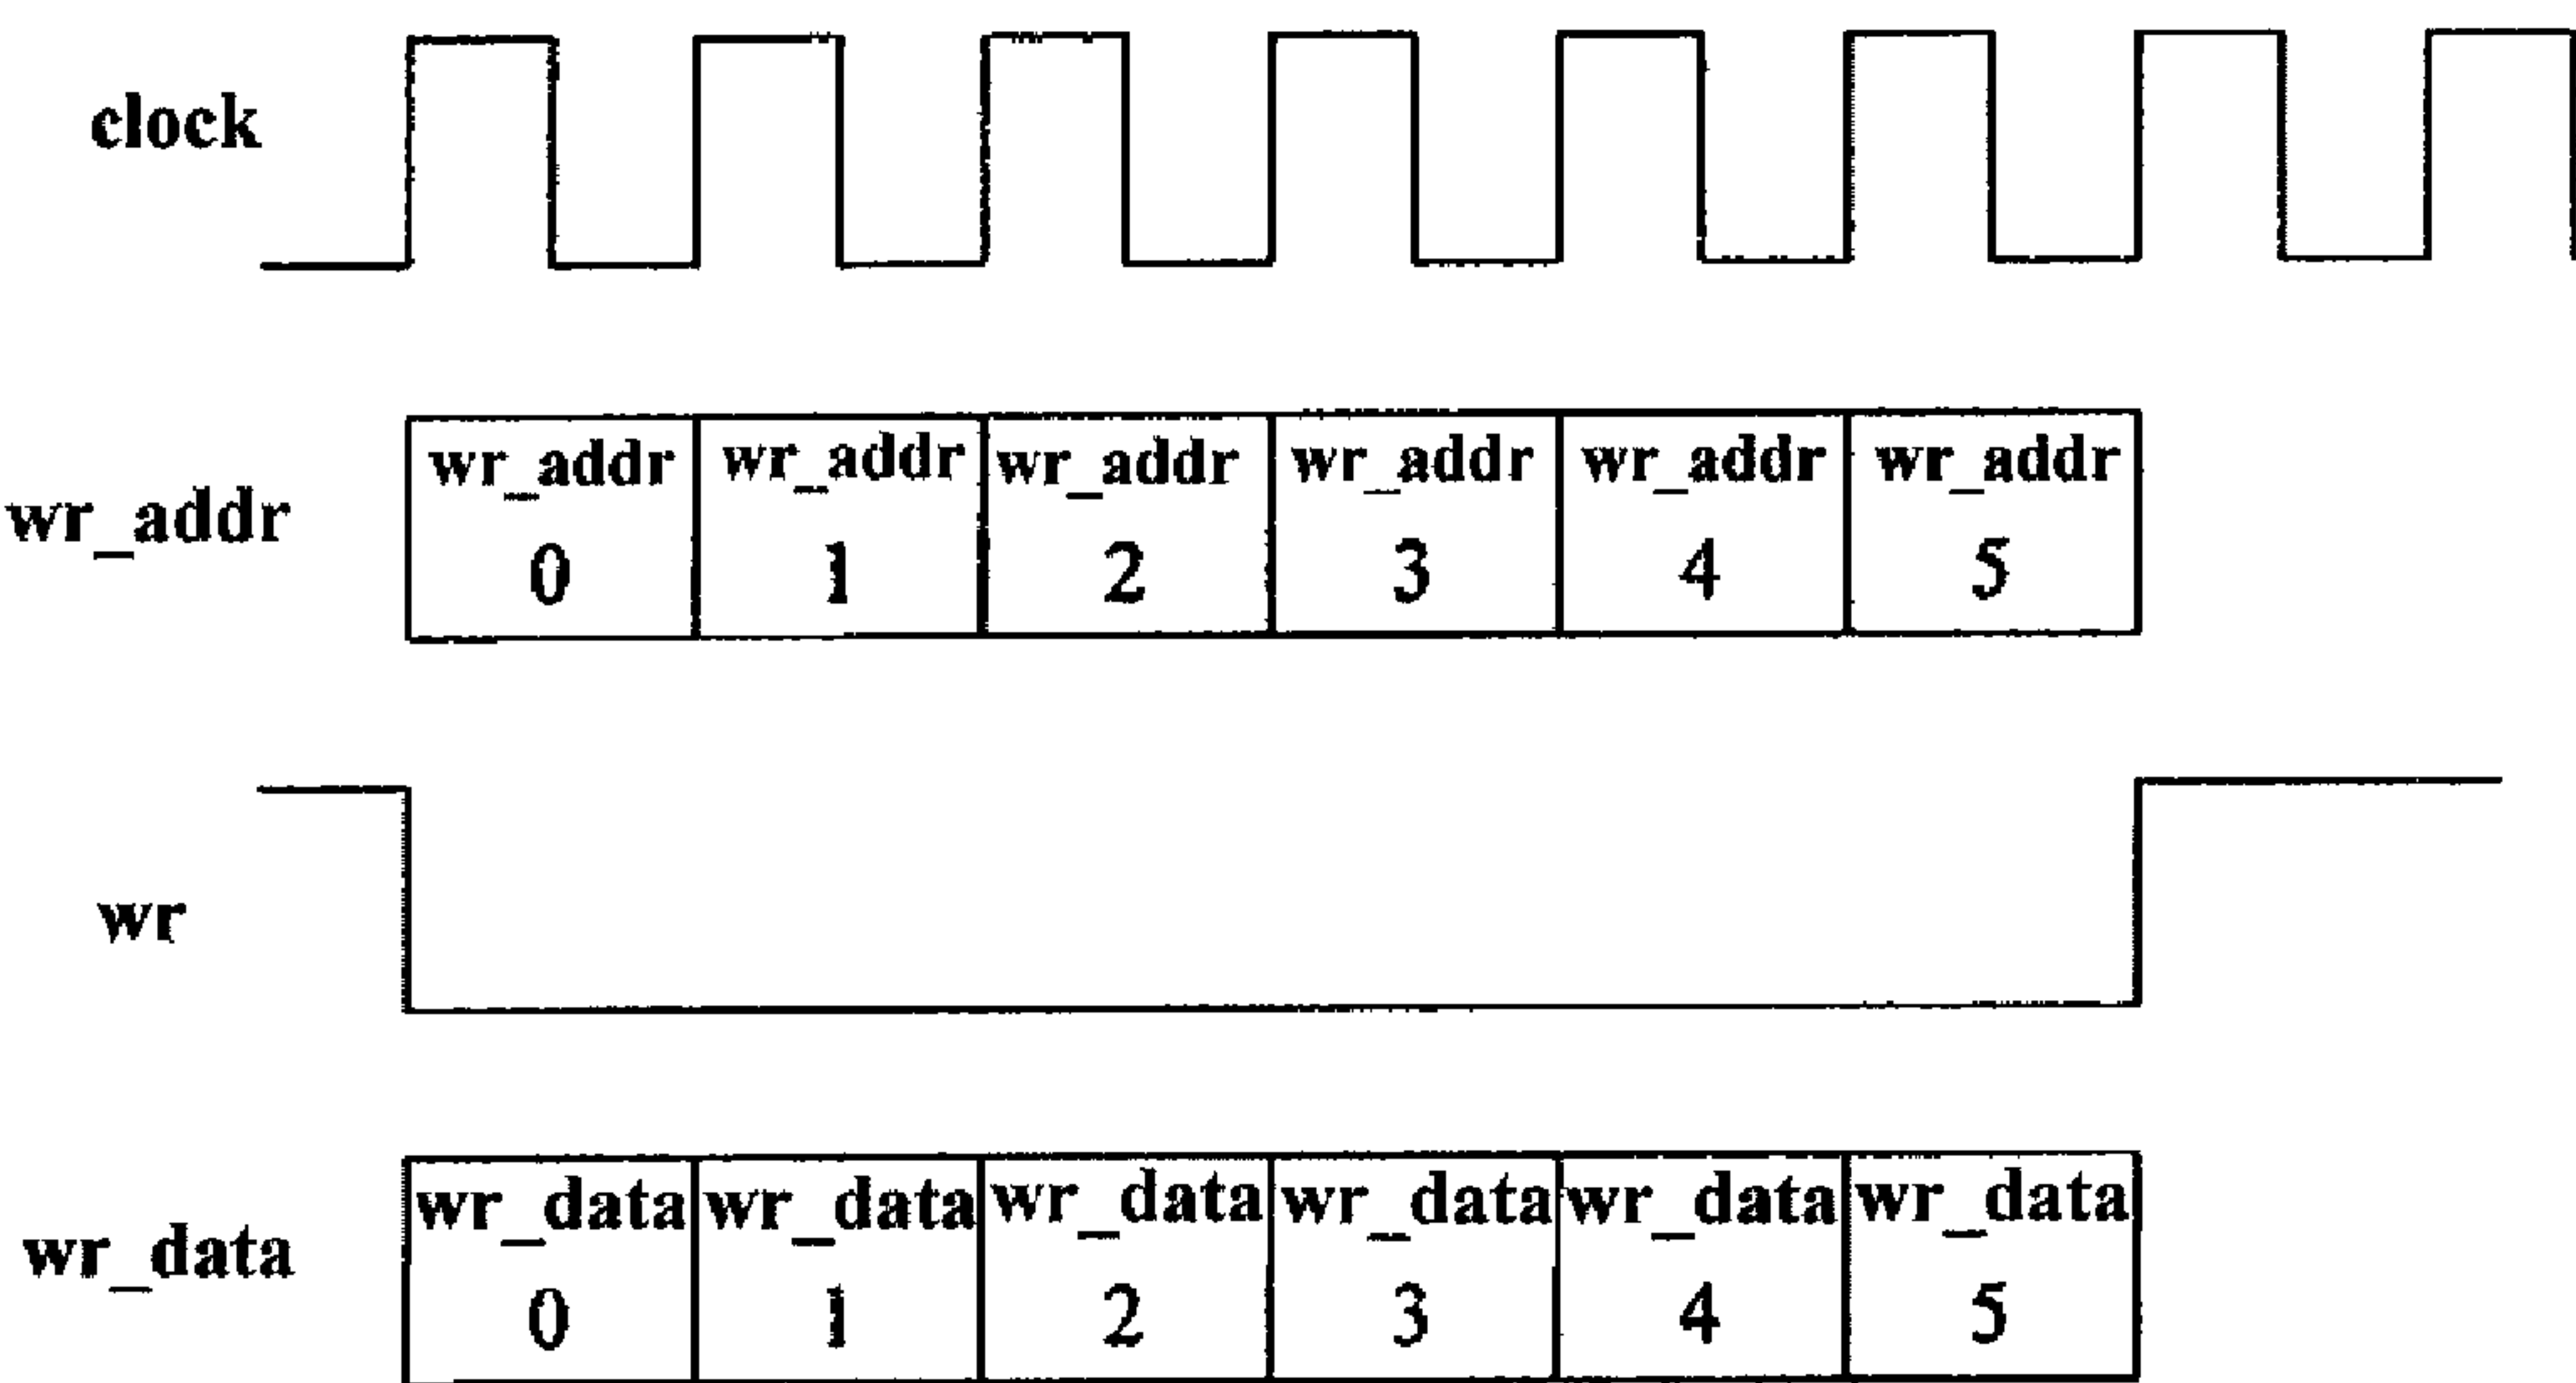 clock
wr_addr wr_addr wr_addr wr_addr wr_addr wr_addr
wr_addr
0 1 2 3 4 5
wr
wr_data wr_data wr_data wr_data wr_data wr_data
wr_data
0 1 2 3 4 5